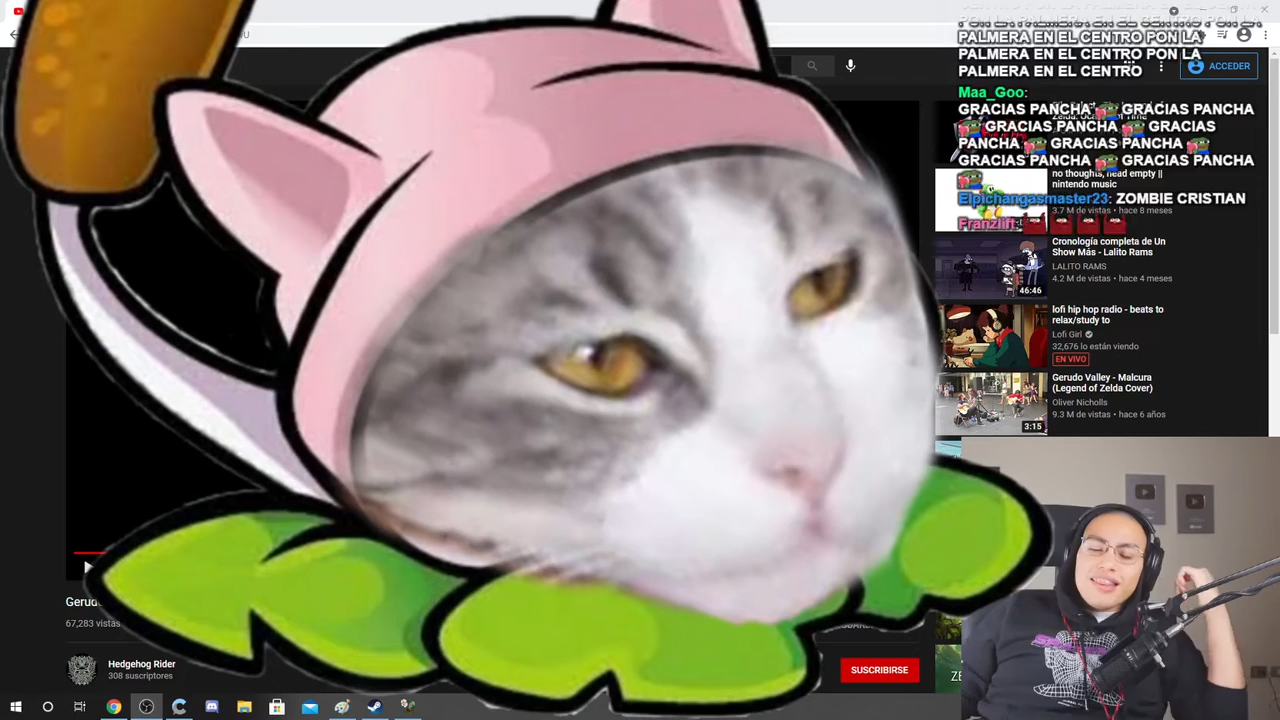 PALMERA EN EL CENTRO PON LA
PALMERA EN EL CENTRO PON LA
PALMERA EN EL CENTRO
ACCEDER
Maa_Goo:
GRACIAS PANCHA GRACIAS PANCHA
GRACIAS PANCHA GRACIAS
PANCHA GRACIAS PANCHA
GRACIAS PANCHA GRACIAS PANCHA
Elpichangasmaster23: ZOMBIE CRISTIAN
Franzlift:
no thoughts, head empty ||
nintendo music
3.7 M de vistas • hace 8 meses
Cronología completa de Un
Show Más - Lalito Rams
LALITO RAMS
4.2 M de vistas • hace 4 meses
46:46
lofi hip hop radio - beats to
relax/study to
Lofi Girl
32,676 lo están viendo
EN VIVO
Gerudo Valley - Malcura
(Legend of Zelda Cover)
Oliver Nicholls
9.3 M de vistas • hace 6 años
3:15
67,283 vistas
Hedgehog Rider
308 suscriptores
SUSCRIBIRSE